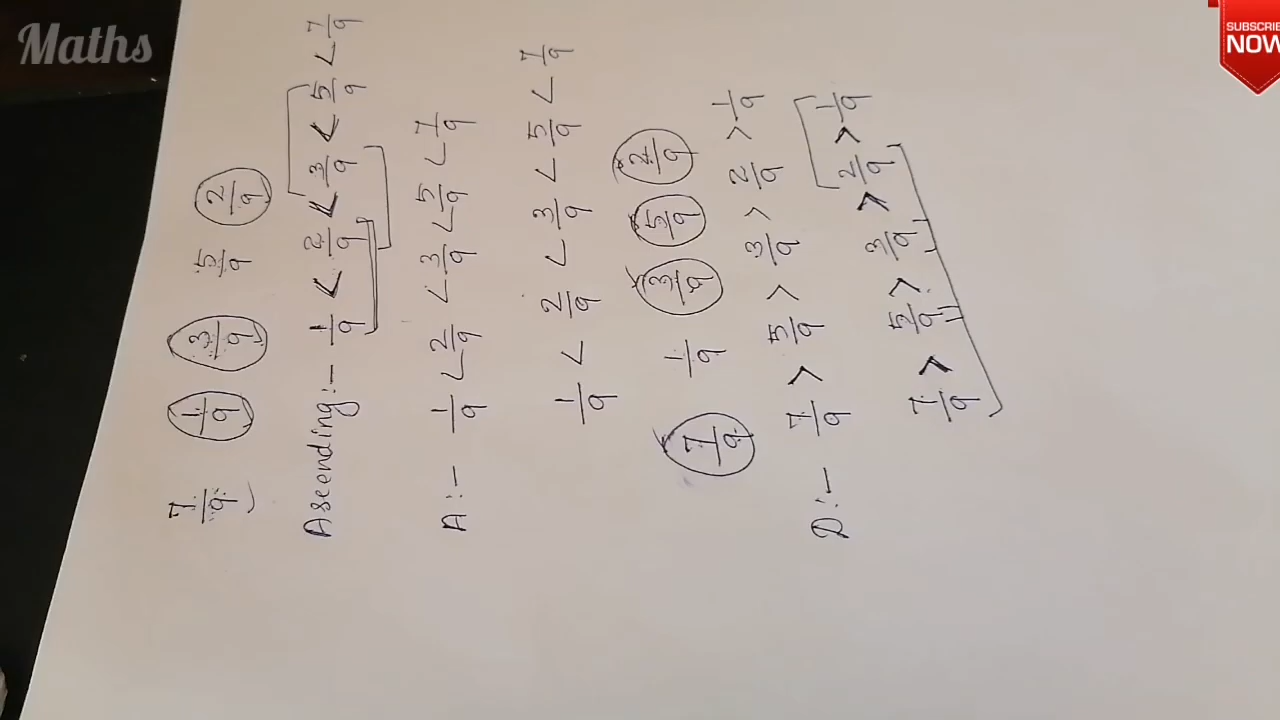 Maths
SUBSCRIBE
NOW
7/9 1/9 3/9 5/9 2/9
Ascending:- 1/9 < 2/9 < 3/9 < 5/9 < 7/9
A:- 1/9 < 2/9 < 3/9 < 5/9 < 7/9
1/9 < 2/9 < 3/9 < 5/9 < 7/9
7/9 1/9 3/9 5/9 2/9
D:- 7/9 > 5/9 > 3/9 > 2/9 > 1/9
7/9 > 5/9 > 3/9 > 2/9 > 1/9